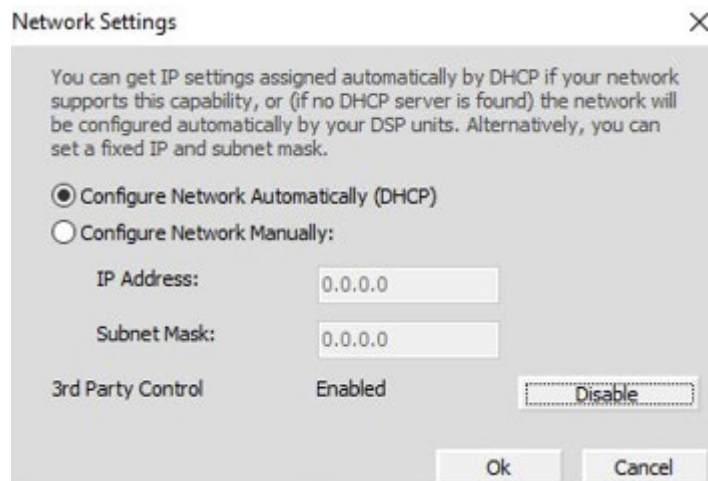 Network Settings
You can get IP settings assigned automatically by DHCP if your network
supports this capability, or (if no DHCP server is found) the network will
be configured automatically by your DSP units. Alternatively, you can
set a fixed IP and subnet mask.
Configure Network Automatically (DHCP)
Configure Network Manually:
IP Address: 0.0.0.0
Subnet Mask: 0.0.0.0
3rd Party Control Enabled Disable
Ok Cancel